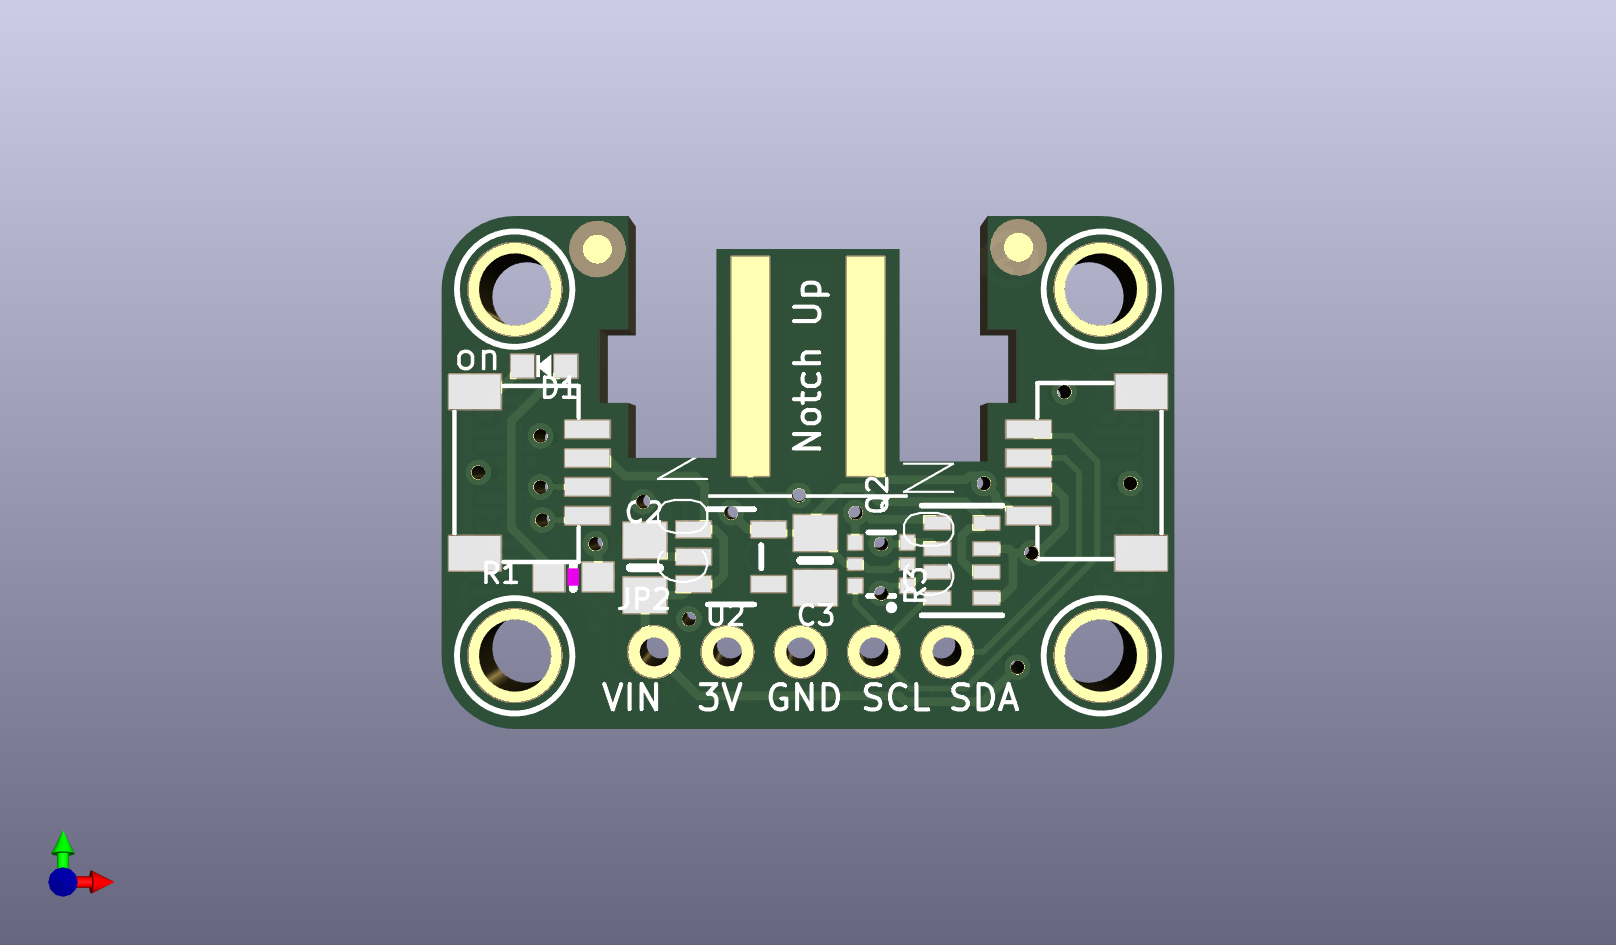 Notch Up
on
D1
Q2
C2
R1
R3
JP2
U2
C3
VIN 3V GND SCL SDA